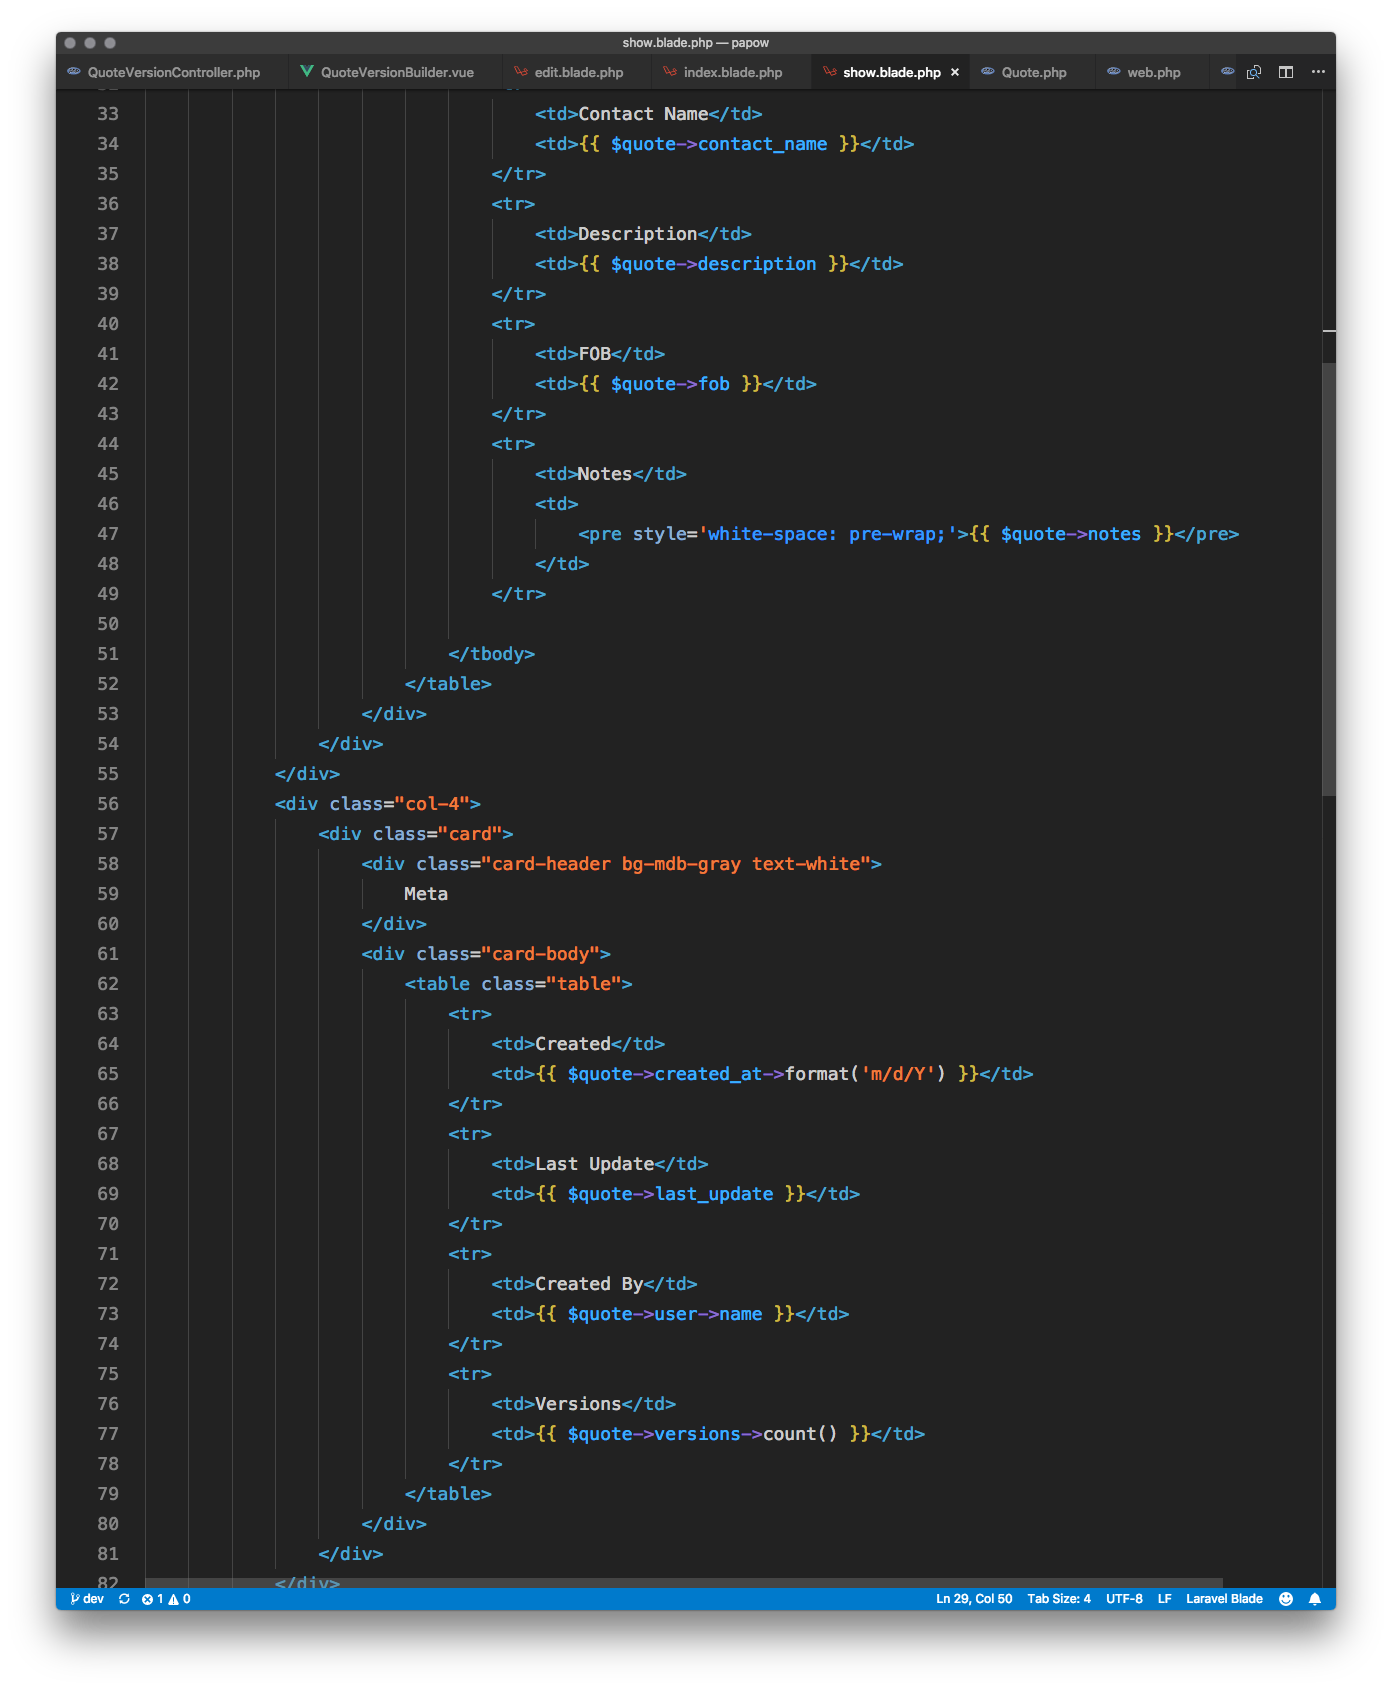 show.blade.php — papow
QuoteVersionController.php QuoteVersionBuilder.vue edit.blade.php index.blade.php show.blade.php × Quote.php web.php ···
33 <td>Contact Name</td>
34 <td>{{ $quote->contact_name }}</td>
35 </tr>
36 <tr>
37 <td>Description</td>
38 <td>{{ $quote->description }}</td>
39 </tr>
40 <tr>
41 <td>FOB</td>
42 <td>{{ $quote->fob }}</td>
43 </tr>
44 <tr>
45 <td>Notes</td>
46 <td>
47 <pre style='white-space: pre-wrap;'>{{ $quote->notes }}</pre>
48 </td>
49 </tr>
50
51 </tbody>
52 </table>
53 </div>
54 </div>
55 </div>
56 <div class="col-4">
57 <div class="card">
58 <div class="card-header bg-mdb-gray text-white">
59 Meta
60 </div>
61 <div class="card-body">
62 <table class="table">
63 <tr>
64 <td>Created</td>
65 <td>{{ $quote->created_at->format('m/d/Y') }}</td>
66 </tr>
67 <tr>
68 <td>Last Update</td>
69 <td>{{ $quote->last_update }}</td>
70 </tr>
71 <tr>
72 <td>Created By</td>
73 <td>{{ $quote->user->name }}</td>
74 </tr>
75 <tr>
76 <td>Versions</td>
77 <td>{{ $quote->versions->count() }}</td>
78 </tr>
79 </table>
80 </div>
81 </div>
82 </div>
dev 1 0 Ln 29, Col 50 Tab Size: 4 UTF-8 LF Laravel Blade